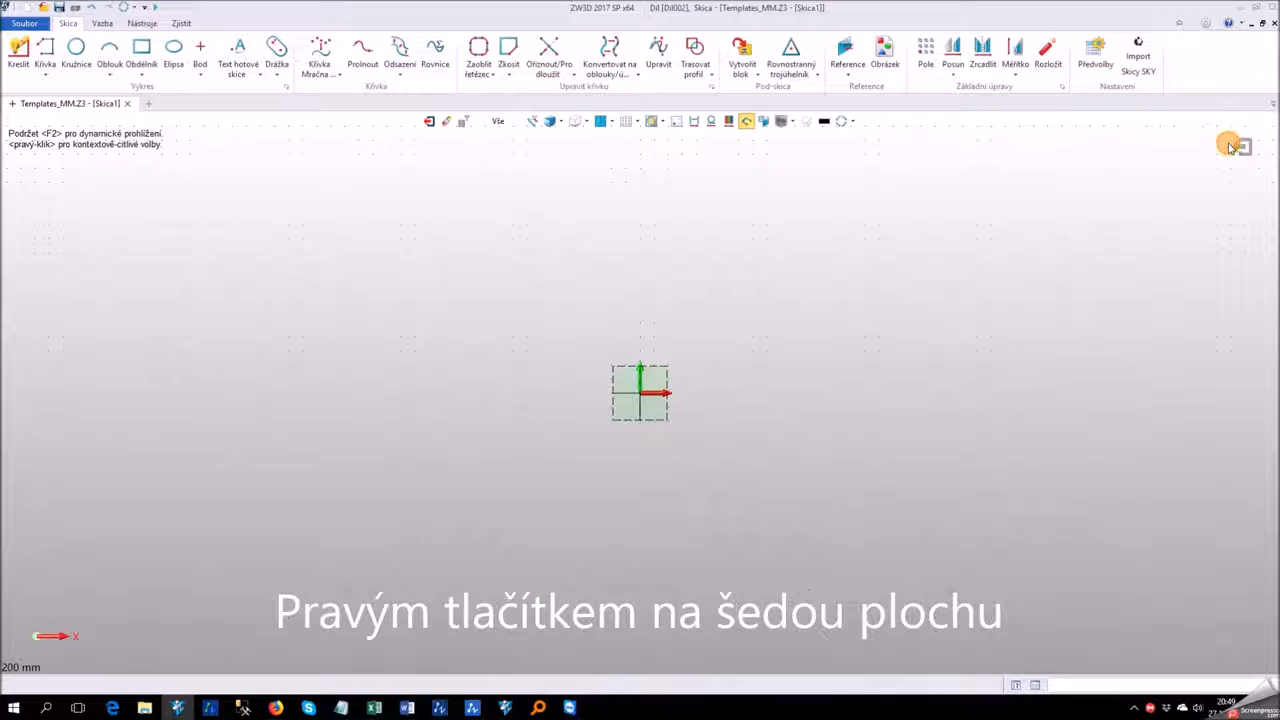 ZW3D 2017 SP x64 Díl [Díl002], Skica - [Templates_MM.Z3 - [Skica1]]
Soubor Skica Vazba Nástroje Zjistit
Kreslit Křivka Kružnice Oblouk Obdélník Elipsa Bod Text hotové skice Drážka
Výkres
Křivka Mračna ... Prolnout Odsazení Rovnice
Křivka
Zaoblit řetězec Zkosit Oříznout/Pro dloužit Konvertovat na oblouky/ú... Upravit Trasovat profil
Upravit křivku
Vytvořit blok Rovnostranný trojúhelník
Pod-skica
Reference Obrázek
Reference
Pole Posun Zrcadlit Měřítko Rozložit
Základní úpravy
Předvolby Import Skicy SKY
Nastavení
Templates_MM.Z3 - [Skica1]
Vše
Podržet <F2> pro dynamické prohlížení.
<pravý-klik> pro kontextově-citlivé volby.
Pravým tlačítkem na šedou plochu
X
200 mm
20:49